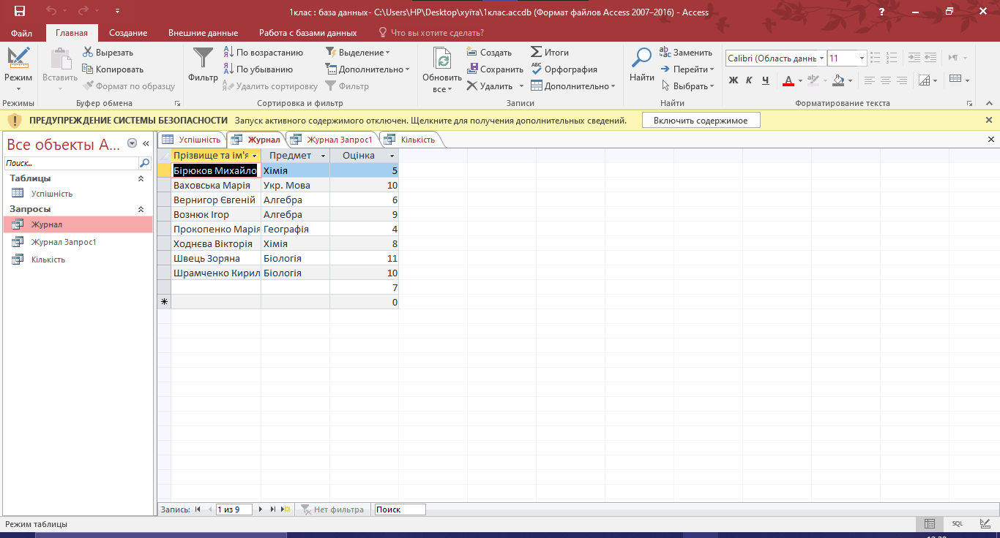 1клас : база данных- C:\Users\HP\Desktop\хуїта\1клас.accdb (Формат файлов Access 2007–2016) - Access
Файл Главная Создание Внешние данные Работа с базами данных Что вы хотите сделать?
Режим
Режимы
Вставить
Вырезать
Копировать
Формат по образцу
Буфер обмена
Фильтр
По возрастанию
По убыванию
Удалить сортировку
Выделение
Дополнительно
Фильтр
Сортировка и фильтр
Обновить
все
Создать
Сохранить
Удалить
Итоги
Орфография
Дополнительно
Записи
Найти
Заменить
Перейти
Выбрать
Найти
Calibri (Область даннь 11
Ж К Ч
Форматирование текста
ПРЕДУПРЕЖДЕНИЕ СИСТЕМЫ БЕЗОПАСНОСТИ Запуск активного содержимого отключен. Щелкните для получения дополнительных сведений. Включить содержимое
Все объекты A...
Поиск...
Таблицы
Успішність
Запросы
Журнал
Журнал Запрос1
Кількість
Успішність Журнал Журнал Запрос1 Кількість
Прізвище та ім'я Предмет Оцінка
Бірюков Михайло Хімія 5
Ваховська Марія Укр. Мова 10
Вернигор Євгеній Алгебра 6
Вознюк Ігор Алгебра 9
Прокопенко Марія Географія 4
Ходнєва Вікторія Хімія 8
Швець Зоряна Біологія 11
Шрамченко Кирил Біологія 10
7
0
Запись: 1 из 9 Нет фильтра Поиск
Режим таблицы SQL